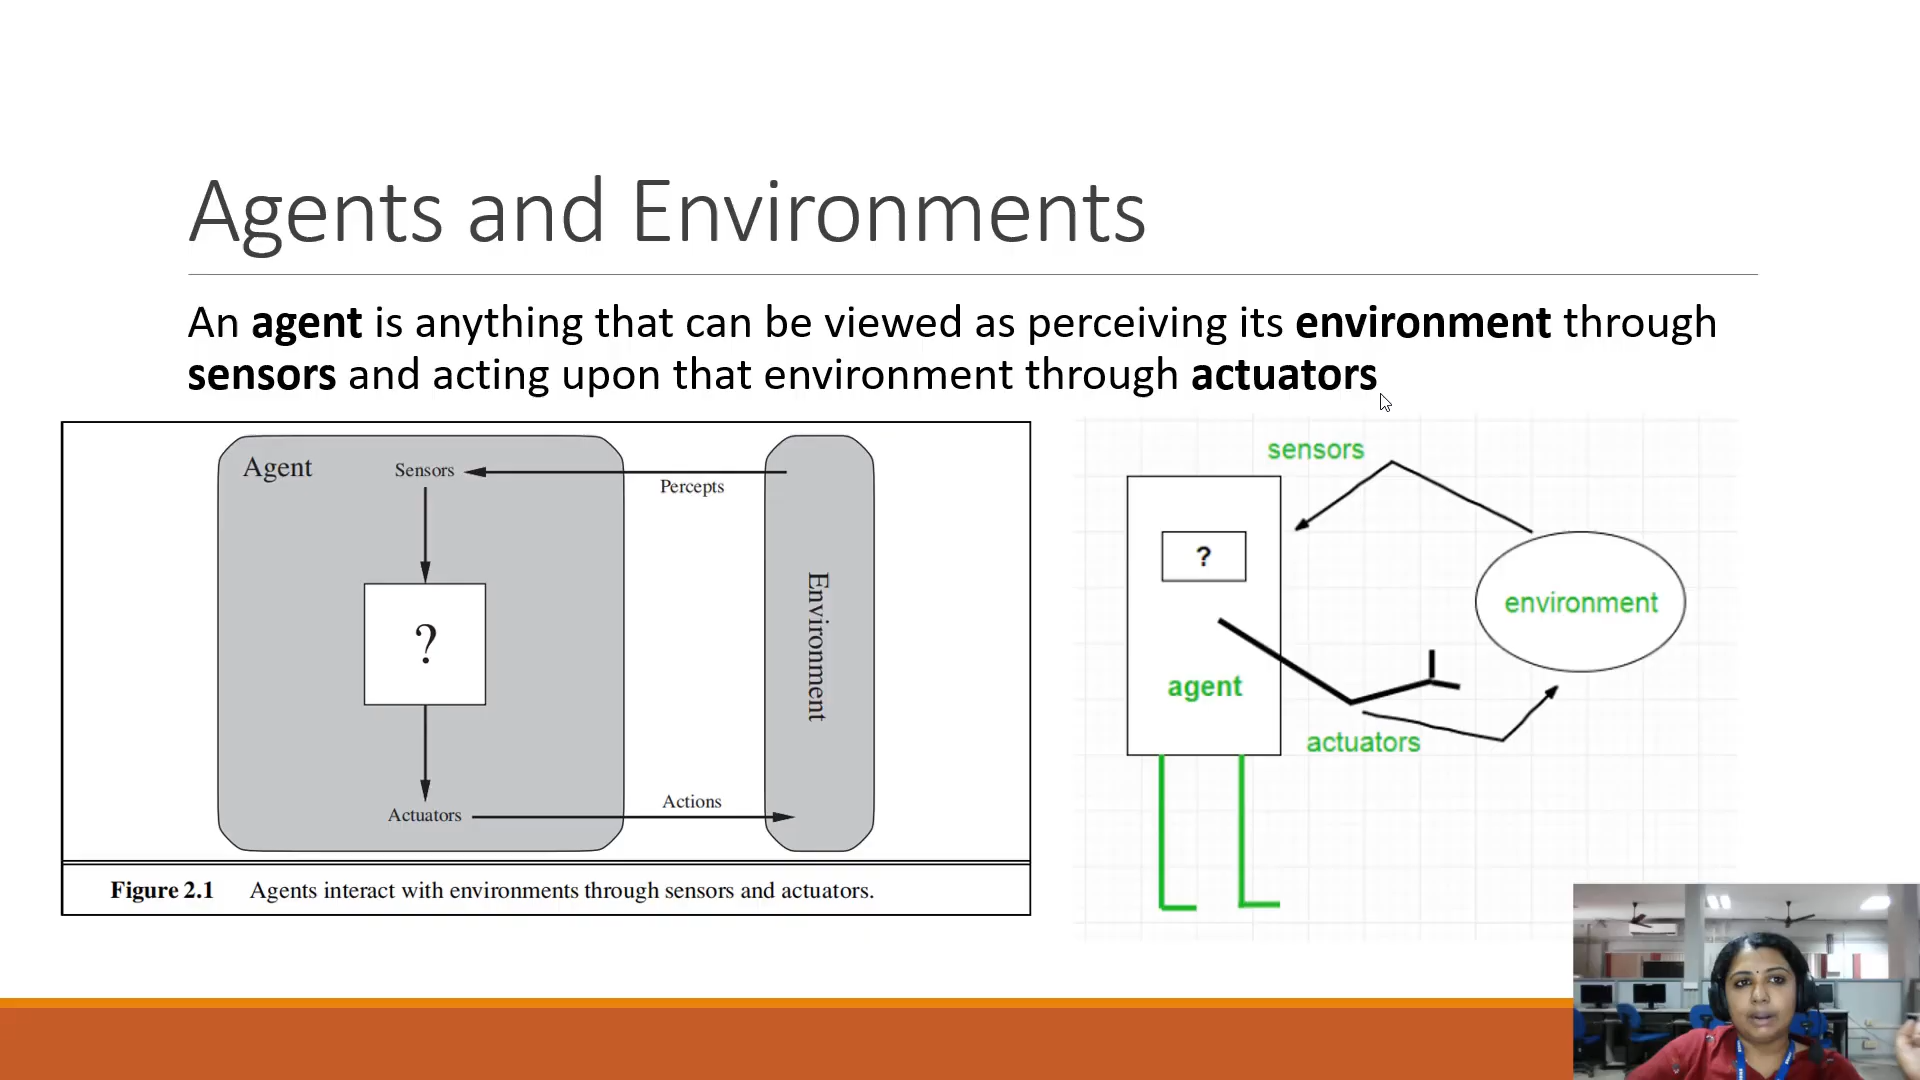 Agents and Environments
An agent is anything that can be viewed as perceiving its environment through
sensors and acting upon that environment through actuators
Agent
Sensors
Percepts
?
Environment
Actuators
Actions
Figure 2.1 Agents interact with environments through sensors and actuators.
sensors
?
environment
agent
actuators